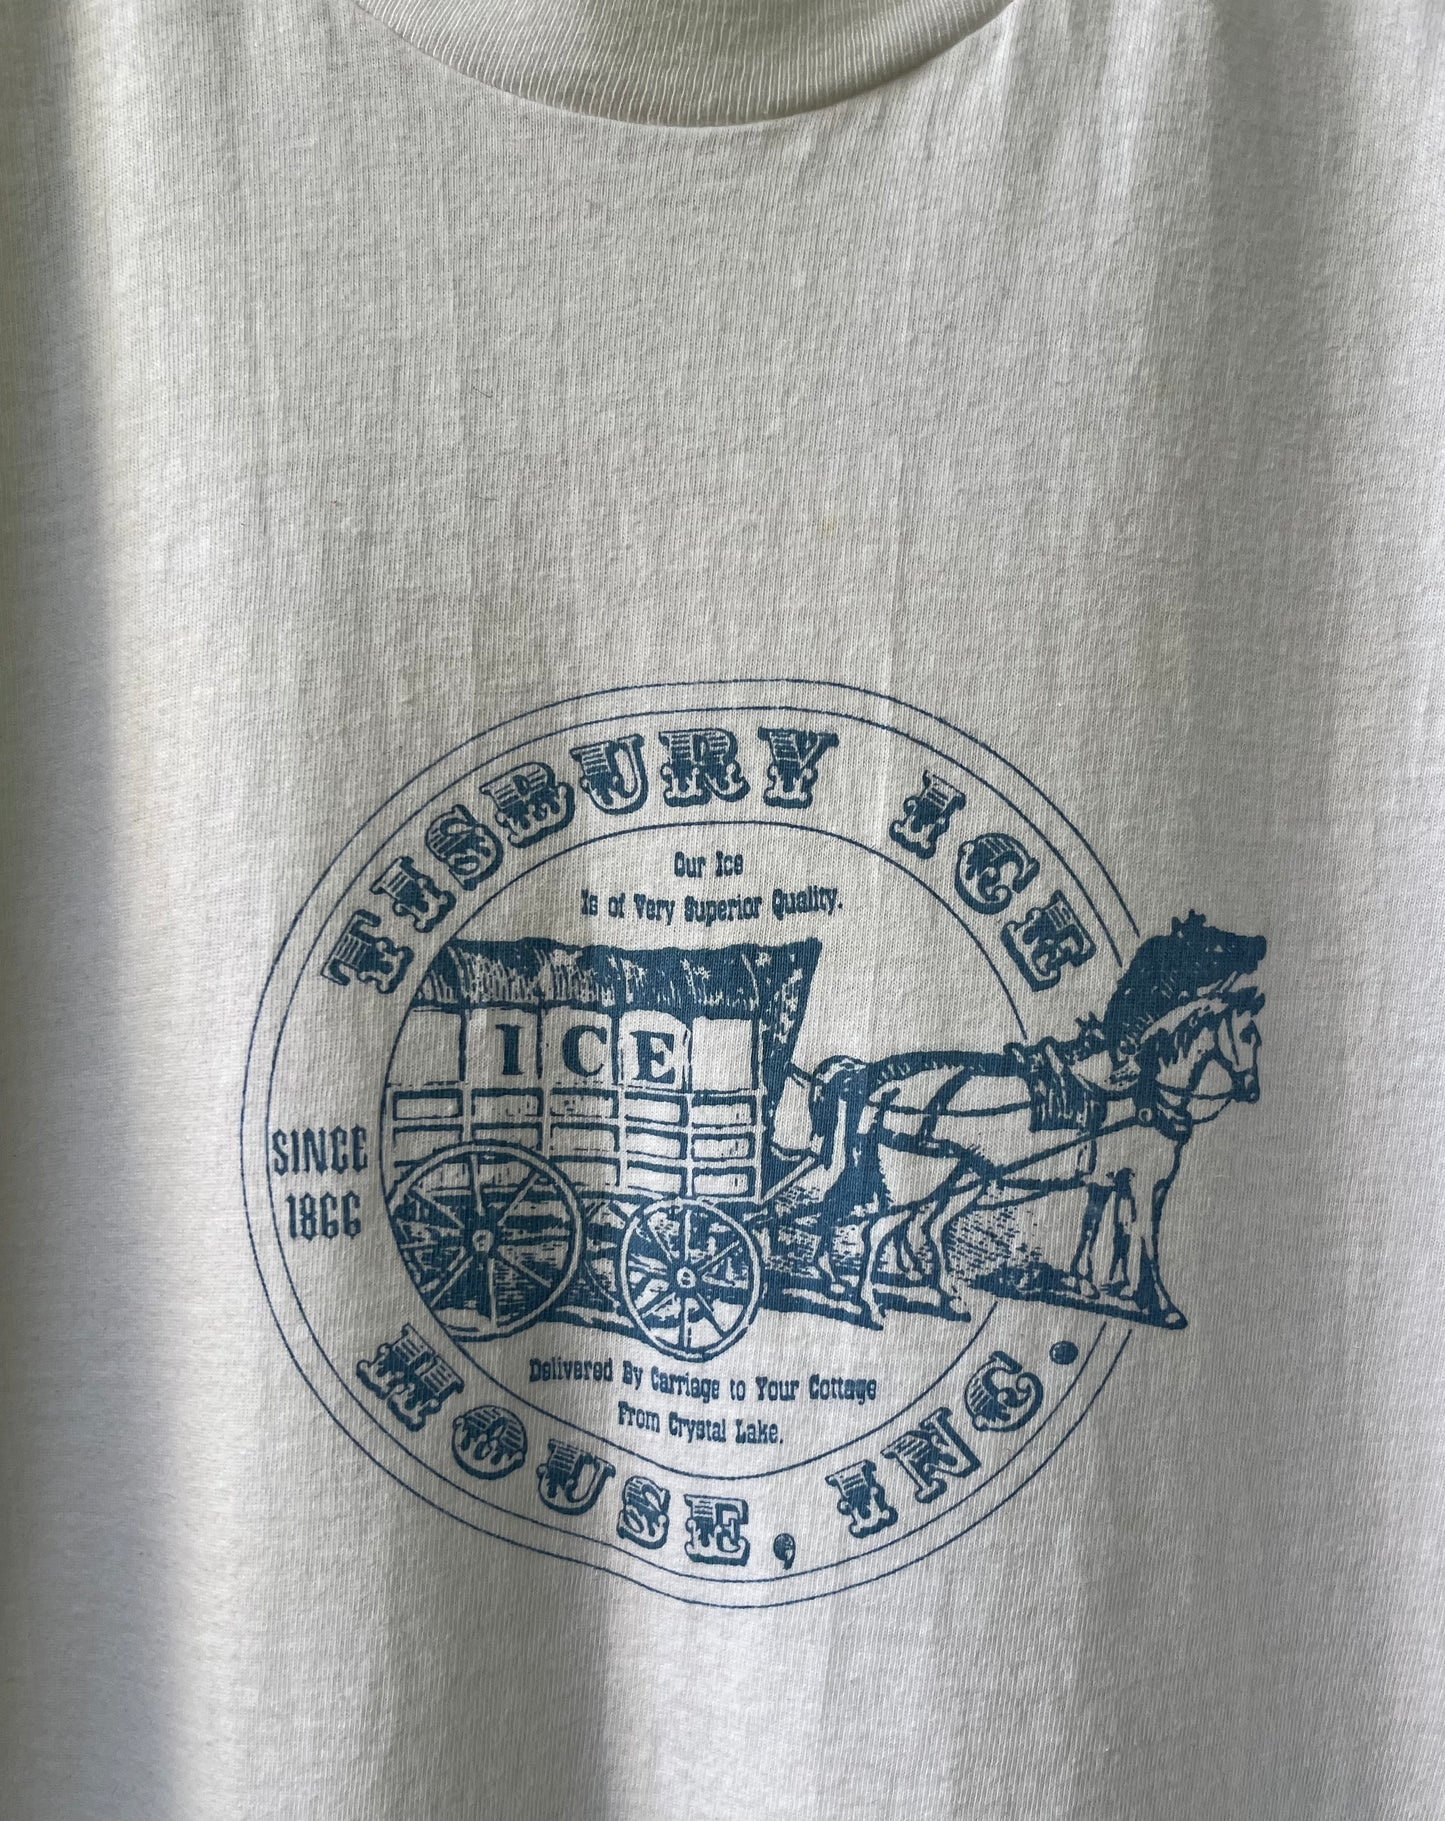 TISBURY ICE
Our Ice
Is of Very Superior Quality.
ICE
SINCE
1866
Delivered By Carriage to Your Cottage
From Crystal Lake.
HOUSE, INC.